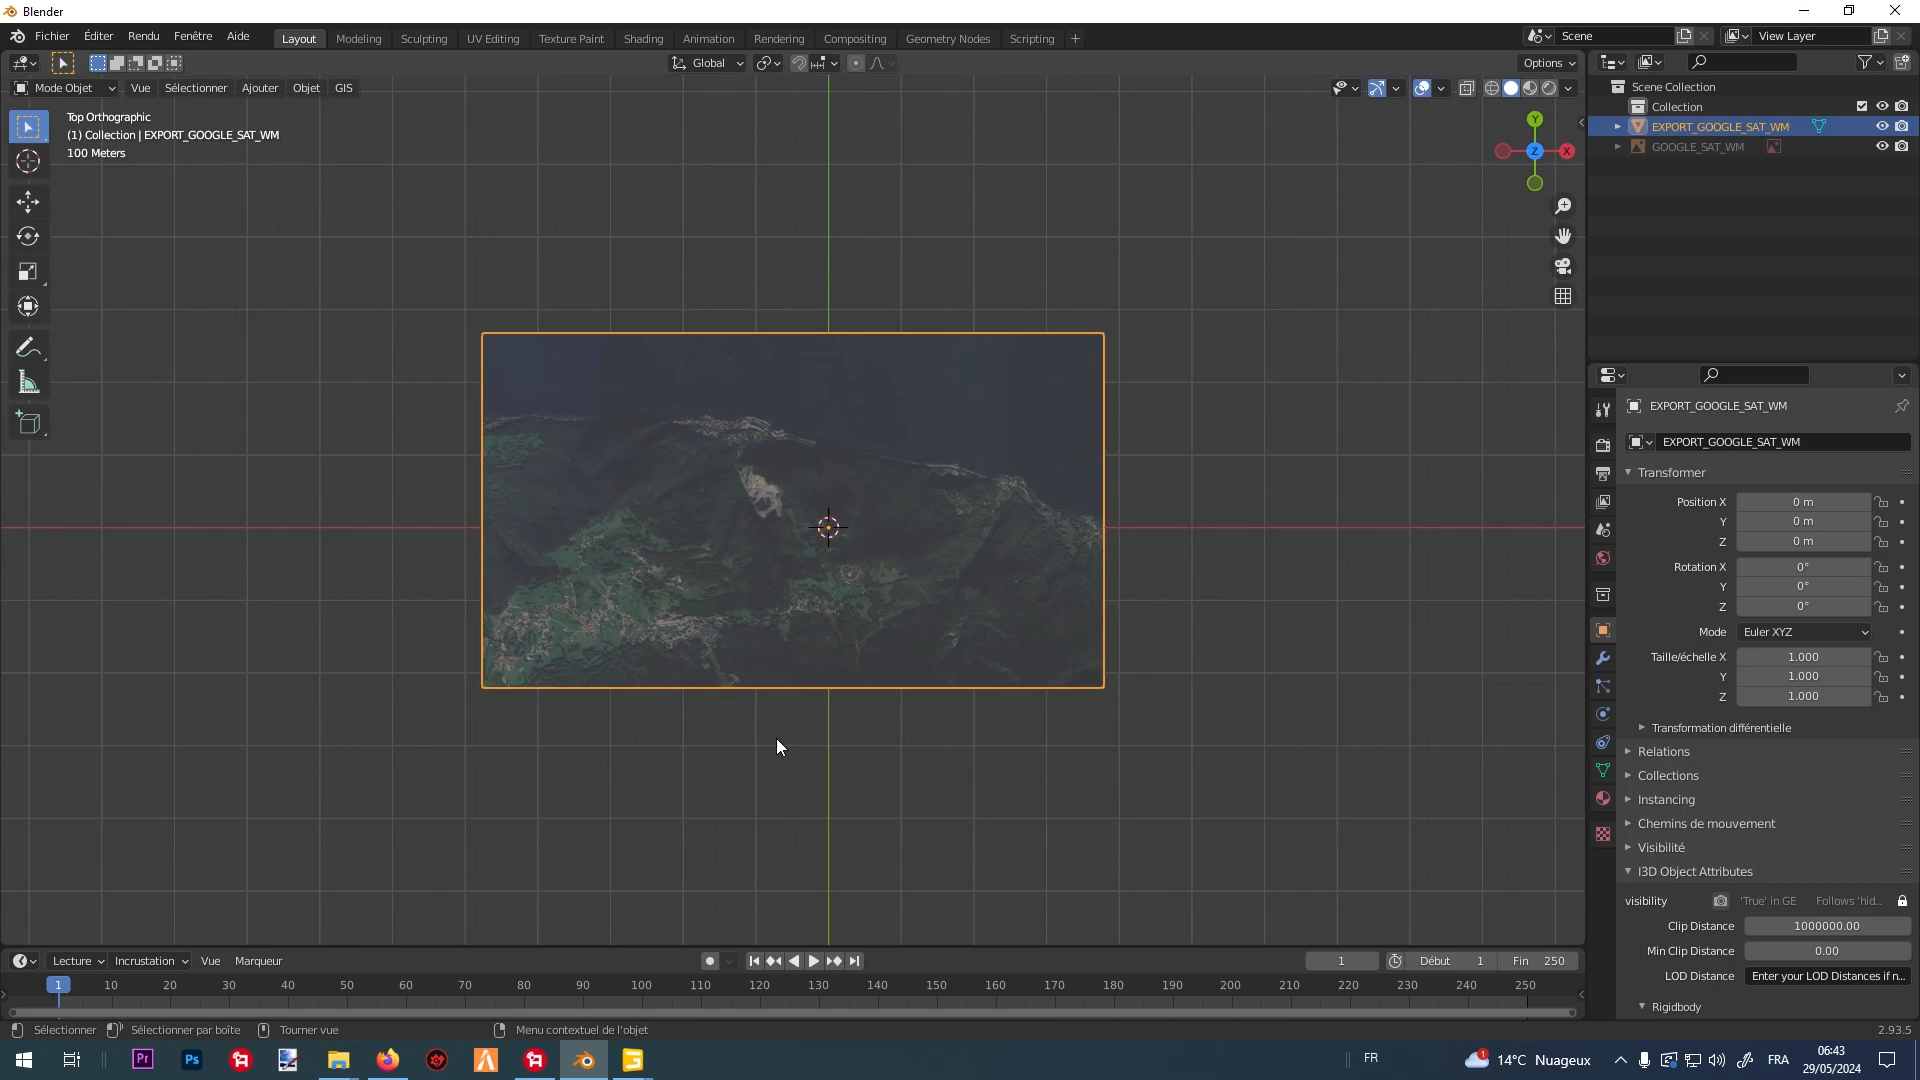 Blender
Fichier Éditer Rendu Fenêtre Aide Layout Modeling Sculpting UV Editing Texture Paint Shading Animation Rendering Compositing Geometry Nodes Scripting + Scene View Layer
Global Options
Mode Objet Vue Sélectionner Ajouter Objet GIS
Top Orthographic
(1) Collection | EXPORT_GOOGLE_SAT_WM
100 Meters
Y
X
Z
Scene Collection
Collection
EXPORT_GOOGLE_SAT_WM
GOOGLE_SAT_WM
EXPORT_GOOGLE_SAT_WM
EXPORT_GOOGLE_SAT_WM
Transformer
Position X 0 m
Y 0 m
Z 0 m
Rotation X 0°
Y 0°
Z 0°
Mode Euler XYZ
Taille/échelle X 1.000
Y 1.000
Z 1.000
Transformation différentielle
Relations
Collections
Instancing
Chemins de mouvement
Visibilité
I3D Object Attributes
visibility 'True' in GE Follows 'hid...
Clip Distance 1000000.00
Min Clip Distance 0.00
LOD Distance Enter your LOD Distances if n...
Rigidbody
Lecture Incrustation Vue Marqueur 1 Début 1 Fin 250
1 10 20 30 40 50 60 70 80 90 100 110 120 130 140 150 160 170 180 190 200 210 220 230 240 250
Sélectionner Sélectionner par boîte Tourner vue Menu contextuel de l'objet 2.93.5
Pr Ps FR 1 14°C Nuageux FRA 06:43
29/05/2024